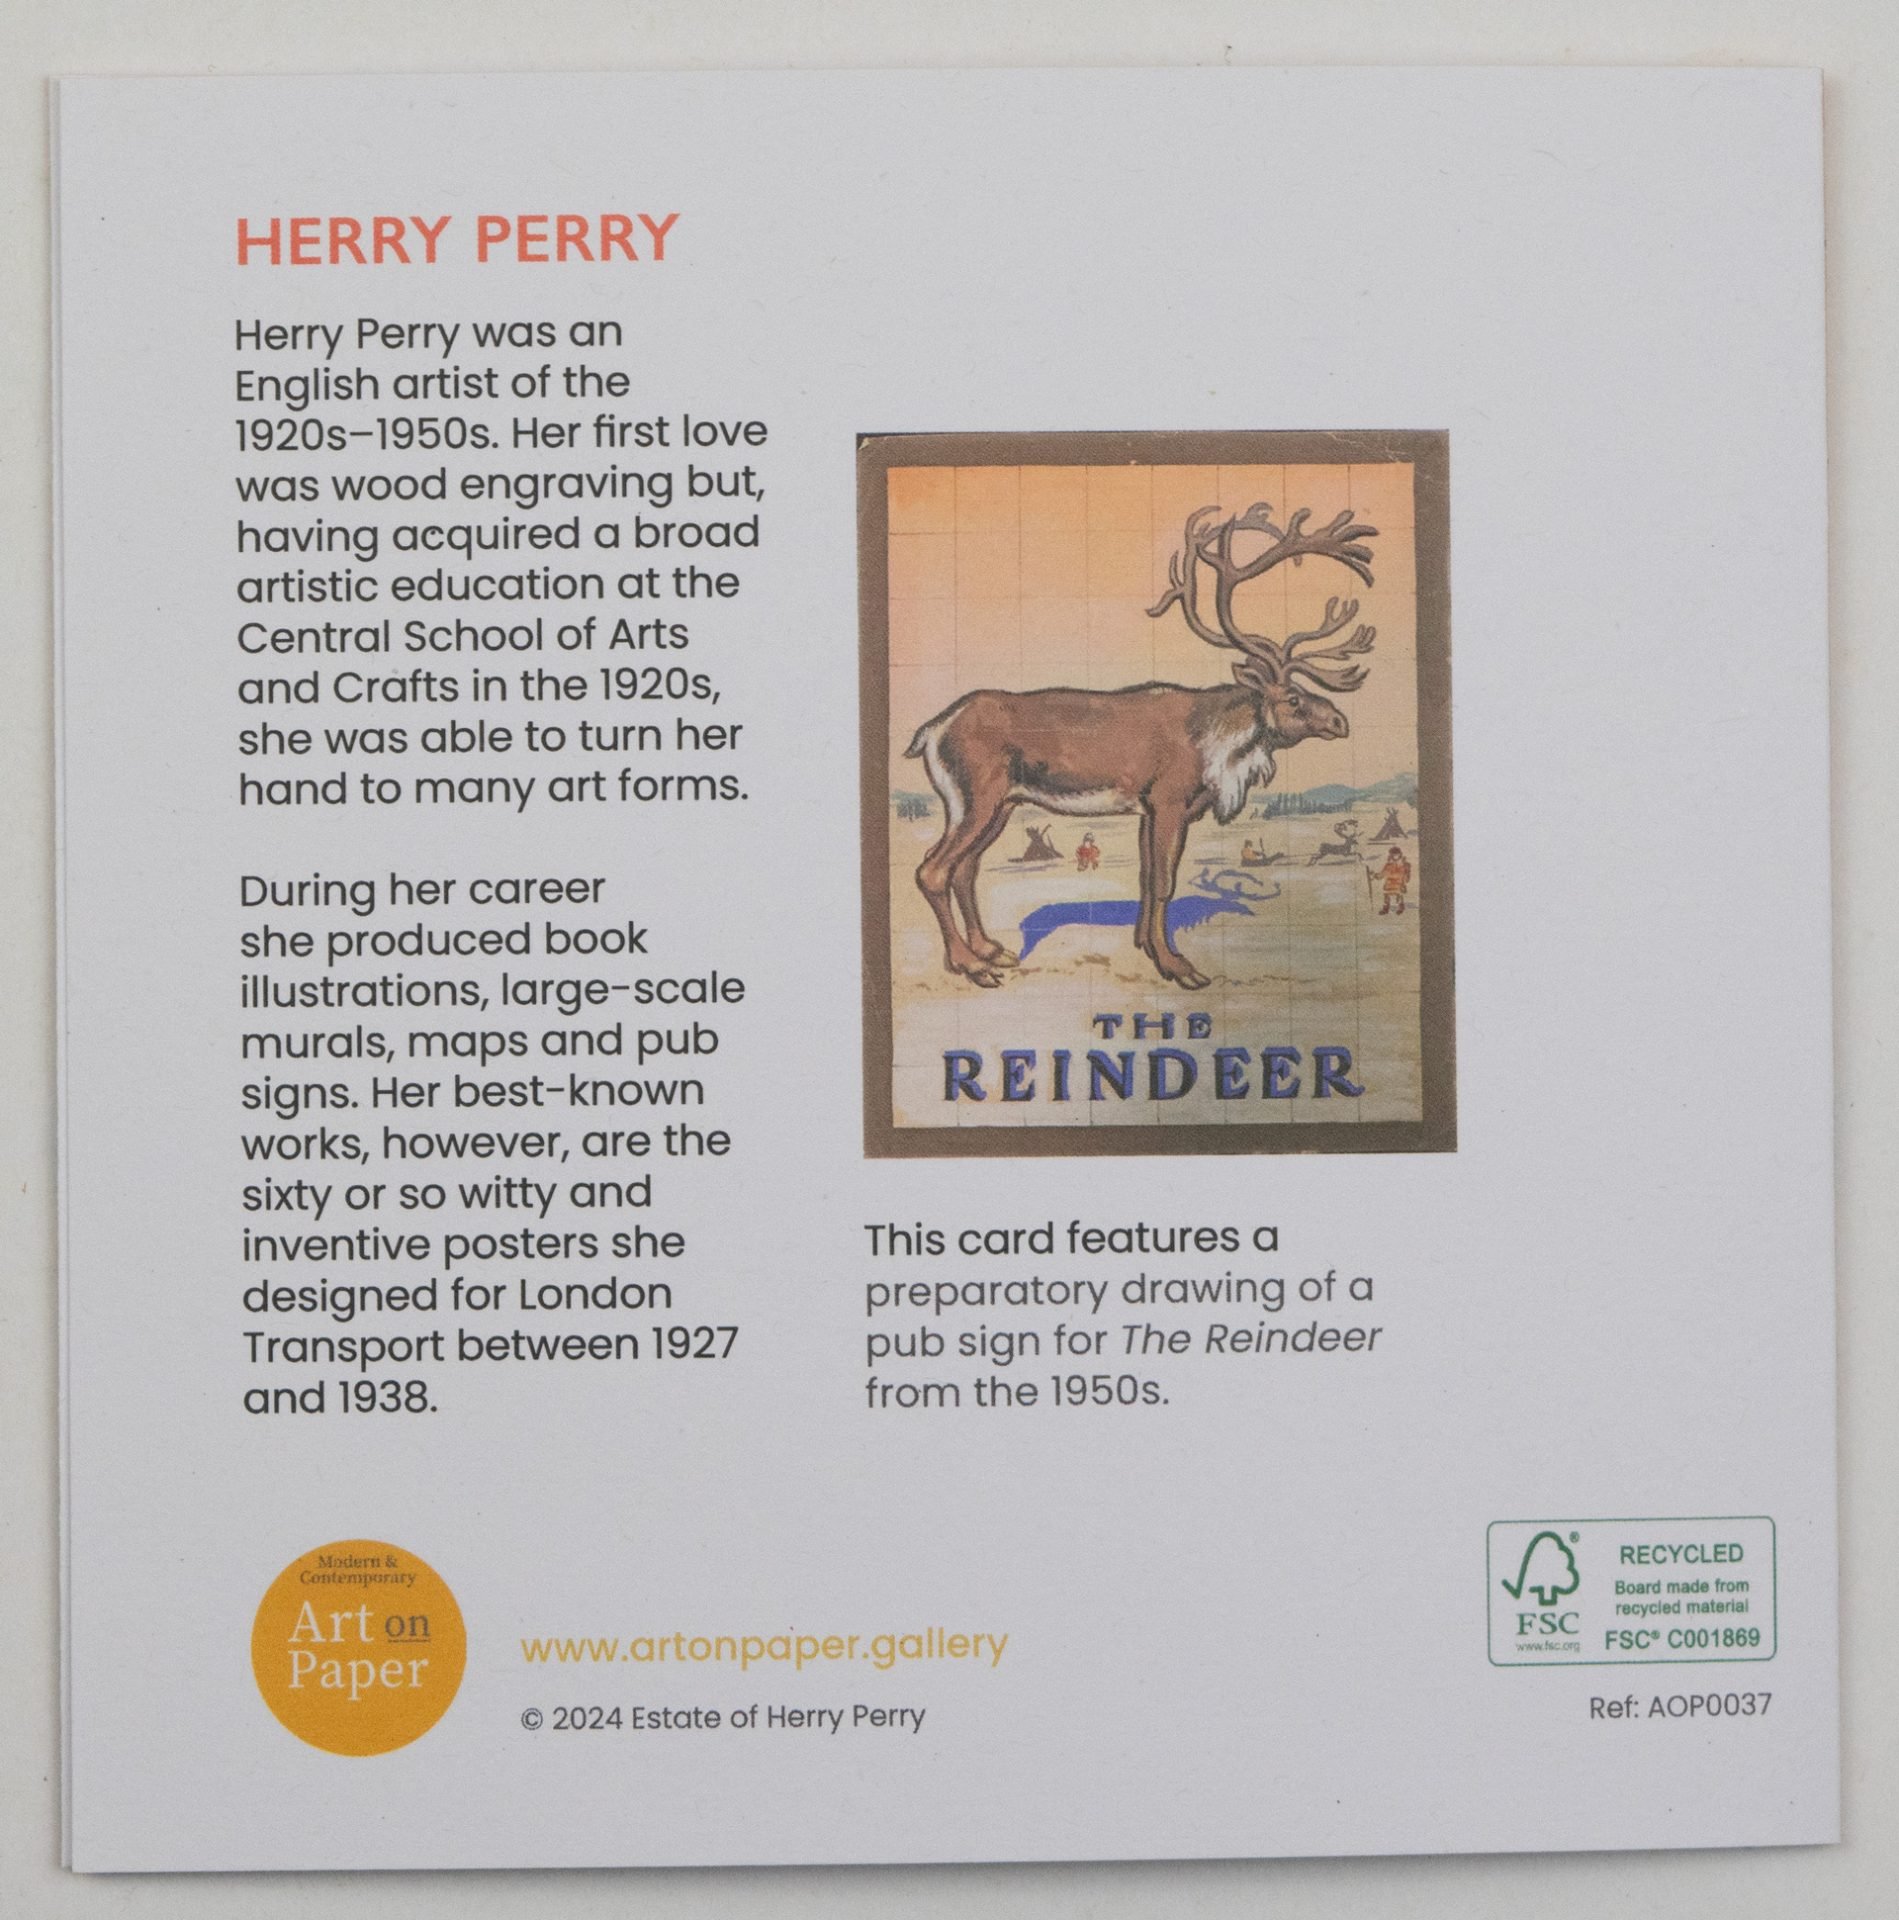 HERRY PERRY
Herry Perry was an
English artist of the
1920s–1950s. Her first love
was wood engraving but,
having acquired a broad
artistic education at the
Central School of Arts
and Crafts in the 1920s,
she was able to turn her
hand to many art forms.
During her career
she produced book
illustrations, large-scale
murals, maps and pub
signs. Her best-known
works, however, are the
sixty or so witty and
inventive posters she
designed for London
Transport between 1927
and 1938.
THE
REINDEER
This card features a
preparatory drawing of a
pub sign for The Reindeer
from the 1950s.
Modern &
Contemporary
Art on
Paper
www.artonpaper.gallery
© 2024 Estate of Herry Perry
®
FSC
www.fsc.org
RECYCLED
Board made from
recycled material
FSC® C001869
Ref: AOP0037